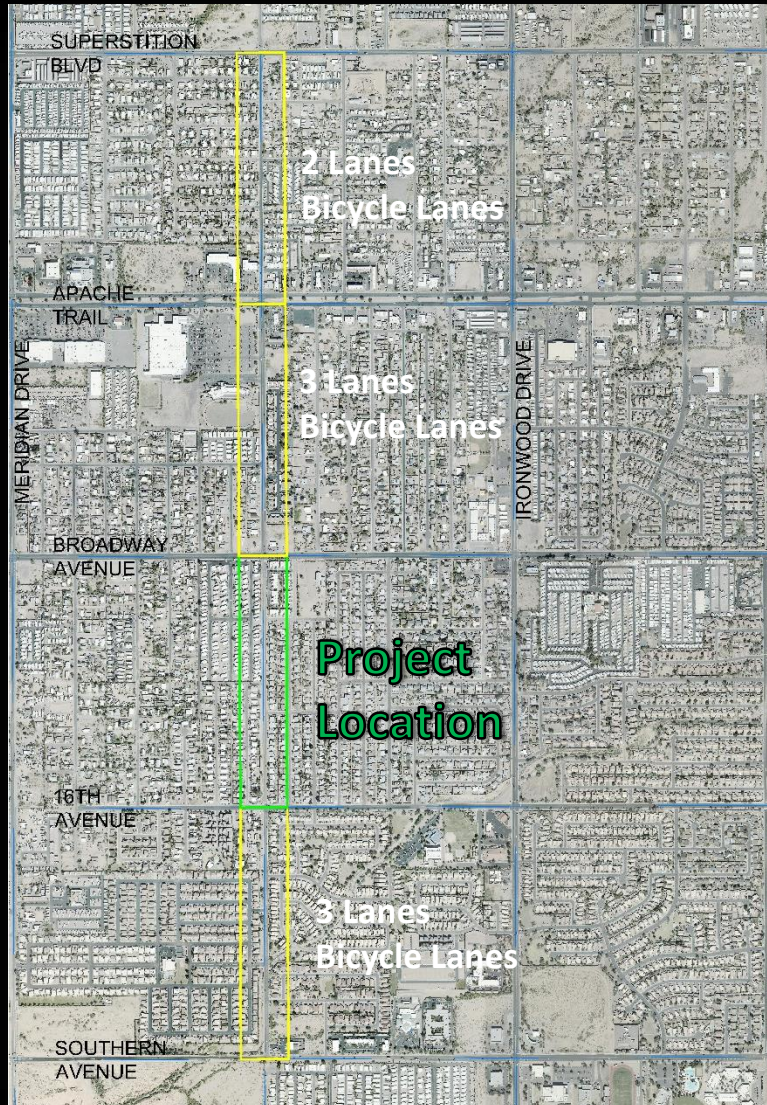 SUPERSTITION
BLVD
2 Lanes
Bicycle Lanes
APACHE
TRAIL
MERIDIAN DRIVE
3 Lanes
Bicycle Lanes
IRONWOOD DRIVE
BROADWAY
AVENUE
Project
Location
16TH
AVENUE
3 Lanes
Bicycle Lanes
SOUTHERN
AVENUE